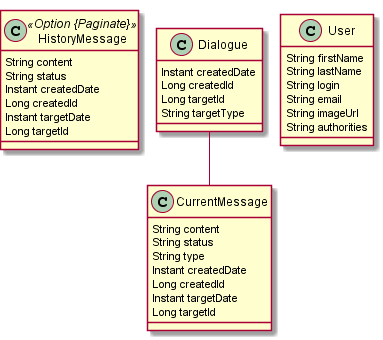 C «Option {Paginate}»
HistoryMessage
String content
String status
Instant createdDate
Long createdId
Instant targetDate
Long targetId
C Dialogue
Instant createdDate
Long createdId
Long targetId
String targetType
C User
String firstName
String lastName
String login
String email
String imageUrl
String authorities
C CurrentMessage
String content
String status
String type
Instant createdDate
Long createdId
Instant targetDate
Long targetId